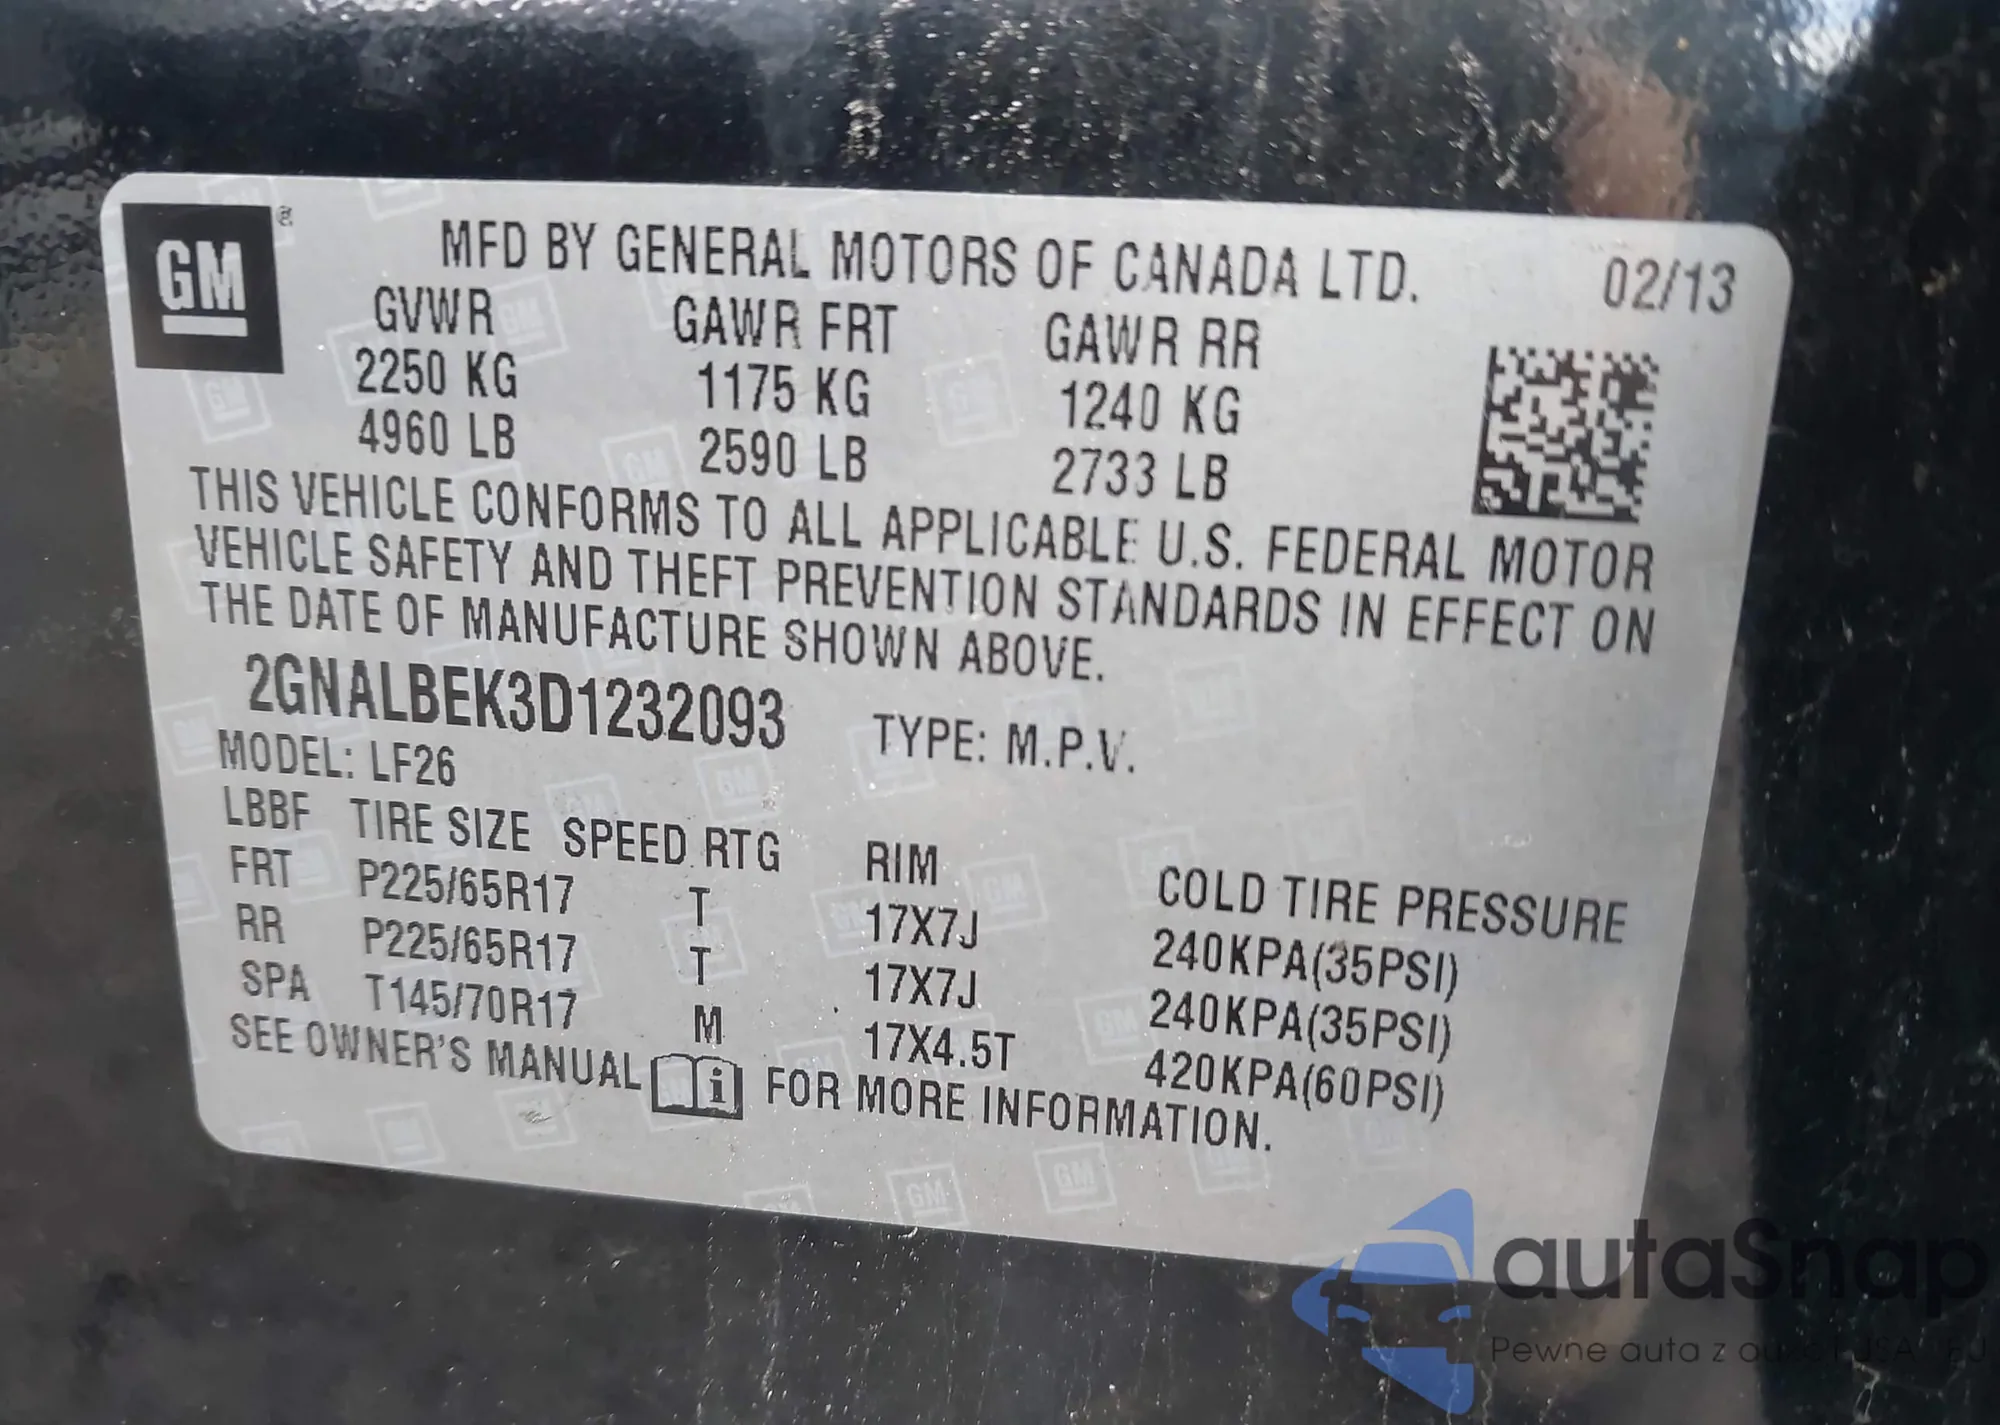 GM ®
MFD BY GENERAL MOTORS OF CANADA LTD. 02/13
GVWR GAWR FRT GAWR RR
2250 KG 1175 KG 1240 KG
4960 LB 2590 LB 2733 LB
THIS VEHICLE CONFORMS TO ALL APPLICABLE U.S. FEDERAL MOTOR
VEHICLE SAFETY AND THEFT PREVENTION STANDARDS IN EFFECT ON
THE DATE OF MANUFACTURE SHOWN ABOVE.
2GNALBEK3D1232093 TYPE: M.P.V.
MODEL: LF26
LBBF TIRE SIZE SPEED RTG RIM COLD TIRE PRESSURE
FRT P225/65R17 T 17X7J 240KPA(35PSI)
RR P225/65R17 T 17X7J 240KPA(35PSI)
SPA T145/70R17 M 17X4.5T 420KPA(60PSI)
SEE OWNER'S MANUAL i FOR MORE INFORMATION.
autaSnap
Pewne auta z